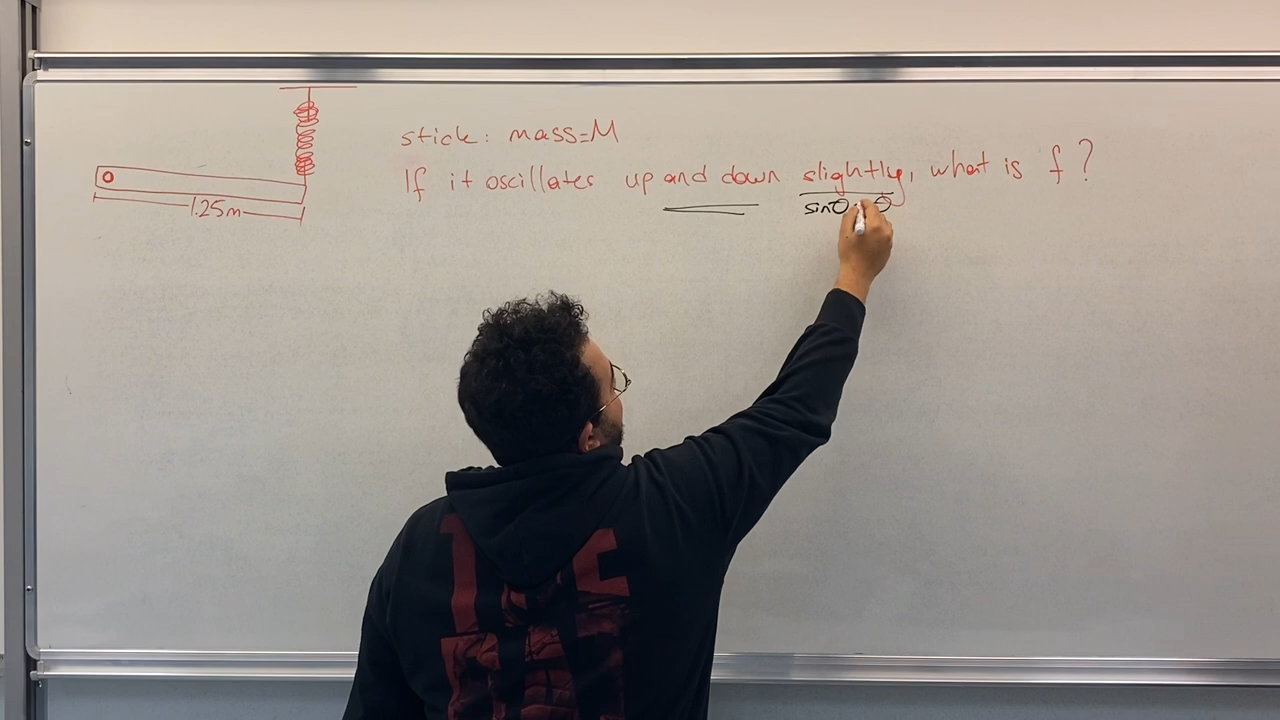 stick: mass=M
If it oscillates up and down slightly, what is f?
sinθ θ
1.25m